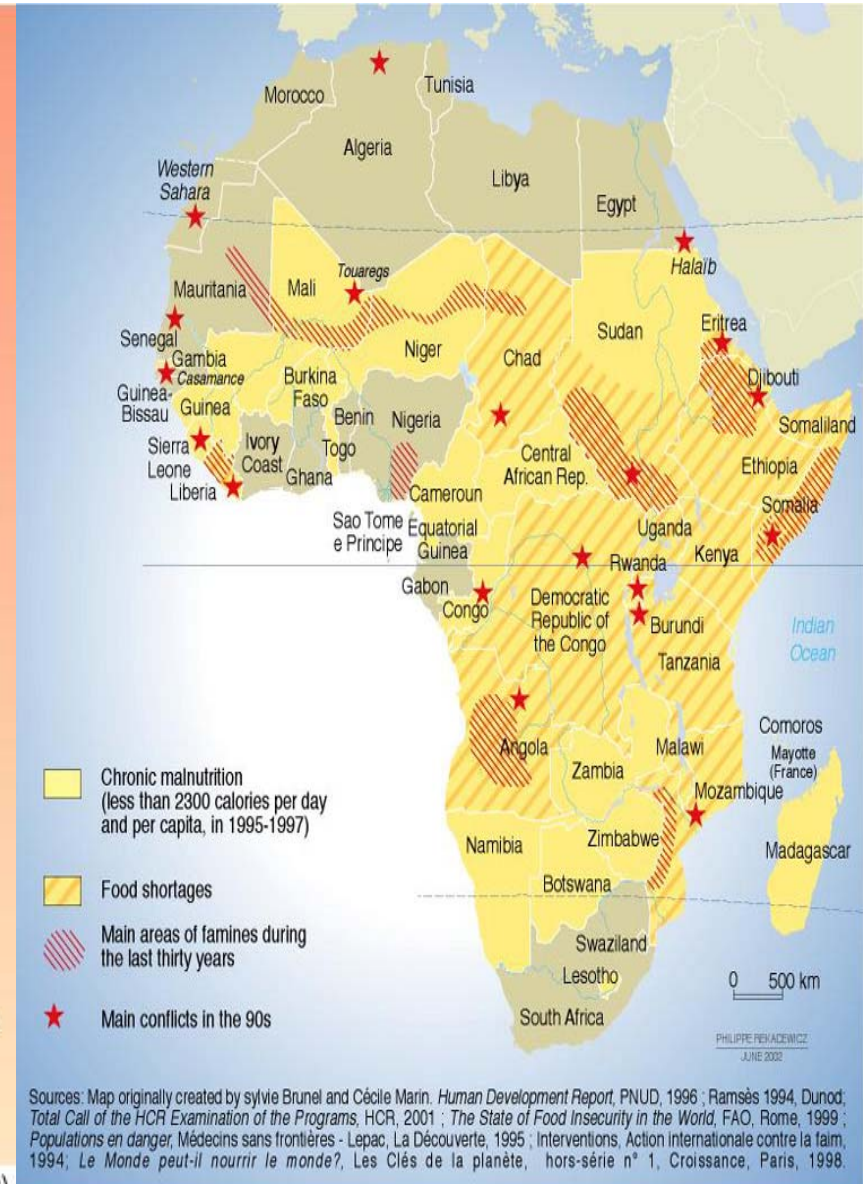 Tunisia
Morocco
Algeria
Western
Sahara
Libya
Egypt
Halaïb
Touaregs
Mauritania
Mali
Niger
Chad
Sudan
Eritrea
Senegal
Gambia
Casamance
Guinea-
Bissau
Guinea
Burkina
Faso
Benin
Nigeria
Djibouti
Somaliland
Sierra
Leone
Ivory
Coast
Togo
Ghana
Liberia
Central
African Rep.
Ethiopia
Cameroun
Somalia
Sao Tome
e Principe
Equatorial
Guinea
Uganda
Kenya
Rwanda
Gabon
Congo
Democratic
Republic of
the Congo
Burundi
Tanzania
Indian
Ocean
Angola
Malawi
Comoros
Mayotte
(France)
Zambia
Mozambique
Namibia
Zimbabwe
Madagascar
Botswana
Swaziland
Lesotho
South Africa
Chronic malnutrition
(less than 2300 calories per day
and per capita, in 1995-1997)
Food shortages
Main areas of famines during
the last thirty years
Main conflicts in the 90s
0 500 km
PHILIPPE REKACEWICZ
JUNE 2002
Sources: Map originally created by sylvie Brunel and Cécile Marin. Human Development Report, PNUD, 1996 ; Ramsès 1994, Dunod;
Total Call of the HCR Examination of the Programs, HCR, 2001 ; The State of Food Insecurity in the World, FAO, Rome, 1999 ;
Populations en danger, Médecins sans frontières - Lepac, La Découverte, 1995 ; Interventions, Action internationale contre la faim,
1994; Le Monde peut-il nourrir le monde?, Les Clés de la planète, hors-série n° 1, Croissance, Paris, 1998.